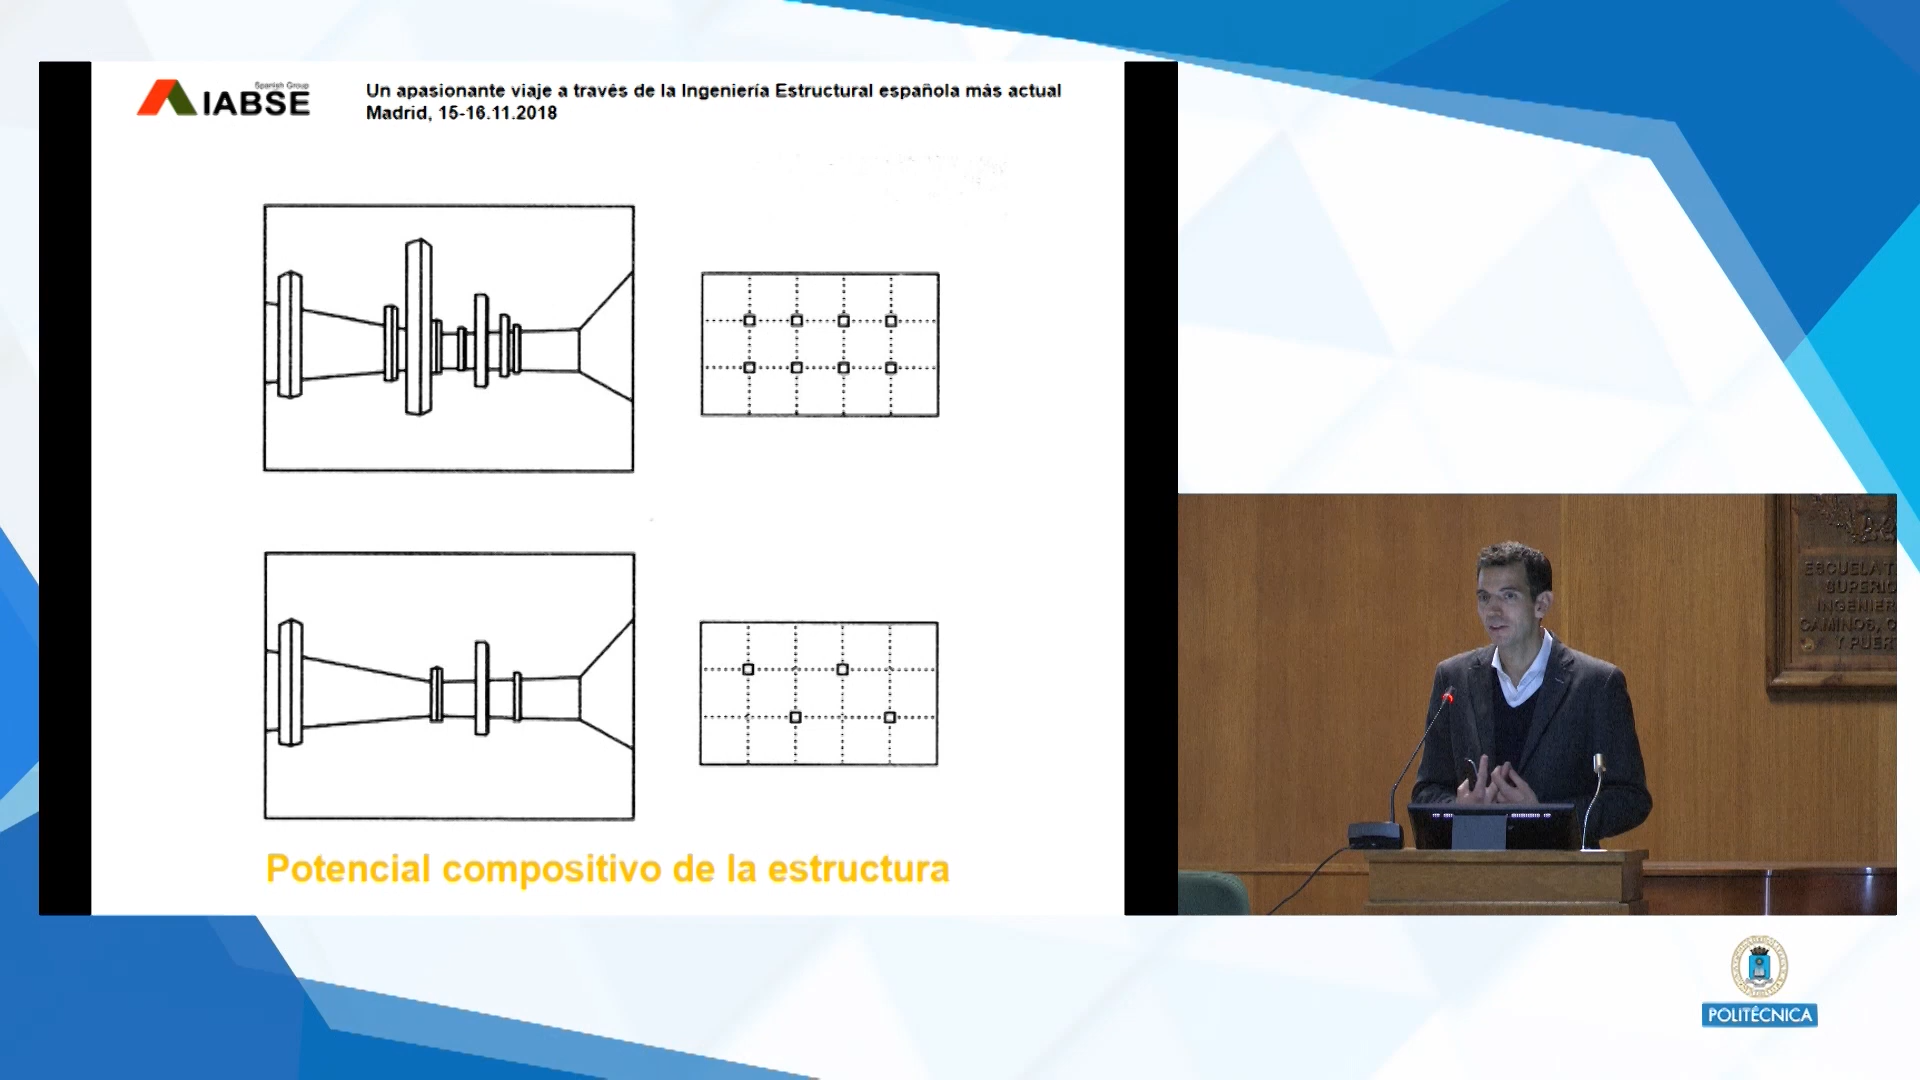 Spanish Group
IABSE
Un apasionante viaje a través de la Ingeniería Estructural española más actual
Madrid, 15-16.11.2018
Potencial compositivo de la estructura
ESCUELA T
SUPERIO
INGENIER
CAMINOS, C
Y PUER
POLITÉCNICA